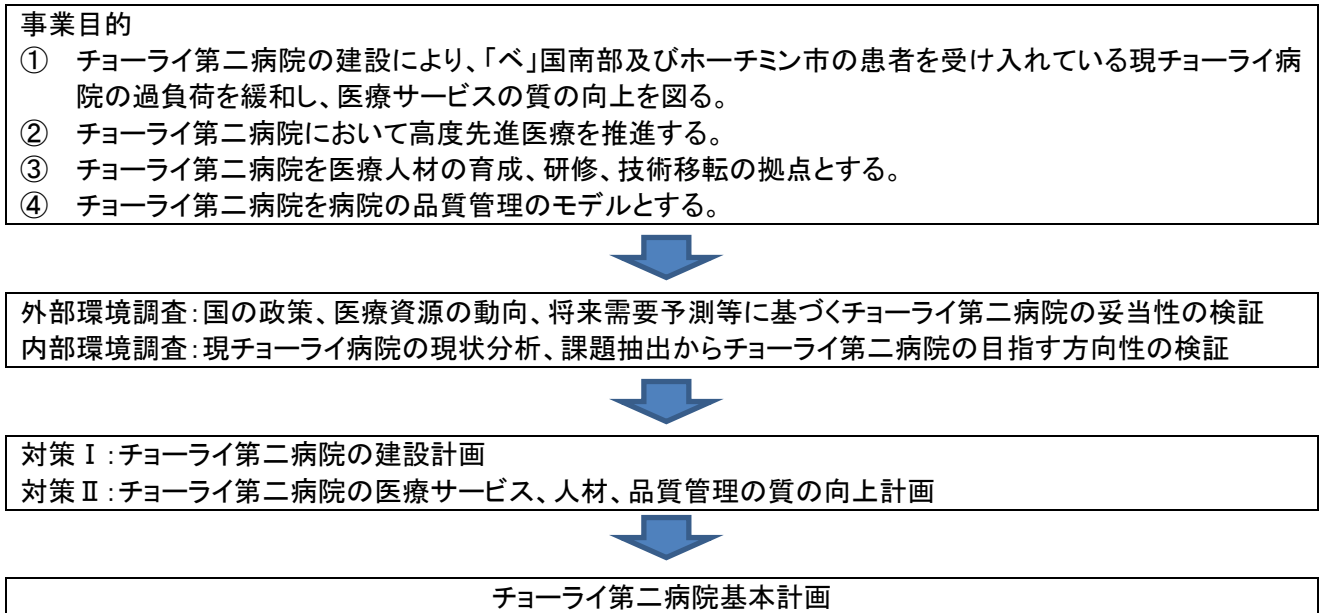 事業目的
① チョーライ第二病院の建設により、「ベ」国南部及びホーチミン市の患者を受け入れている現チョーライ病
院の過負荷を緩和し、医療サービスの質の向上を図る。
② チョーライ第二病院において高度先進医療を推進する。
③ チョーライ第二病院を医療人材の育成、研修、技術移転の拠点とする。
④ チョーライ第二病院を病院の品質管理のモデルとする。
外部環境調査：国の政策、医療資源の動向、将来需要予測等に基づくチョーライ第二病院の妥当性の検証
内部環境調査：現チョーライ病院の現状分析、課題抽出からチョーライ第二病院の目指す方向性の検証
対策Ⅰ：チョーライ第二病院の建設計画
対策Ⅱ：チョーライ第二病院の医療サービス、人材、品質管理の質の向上計画
チョーライ第二病院基本計画